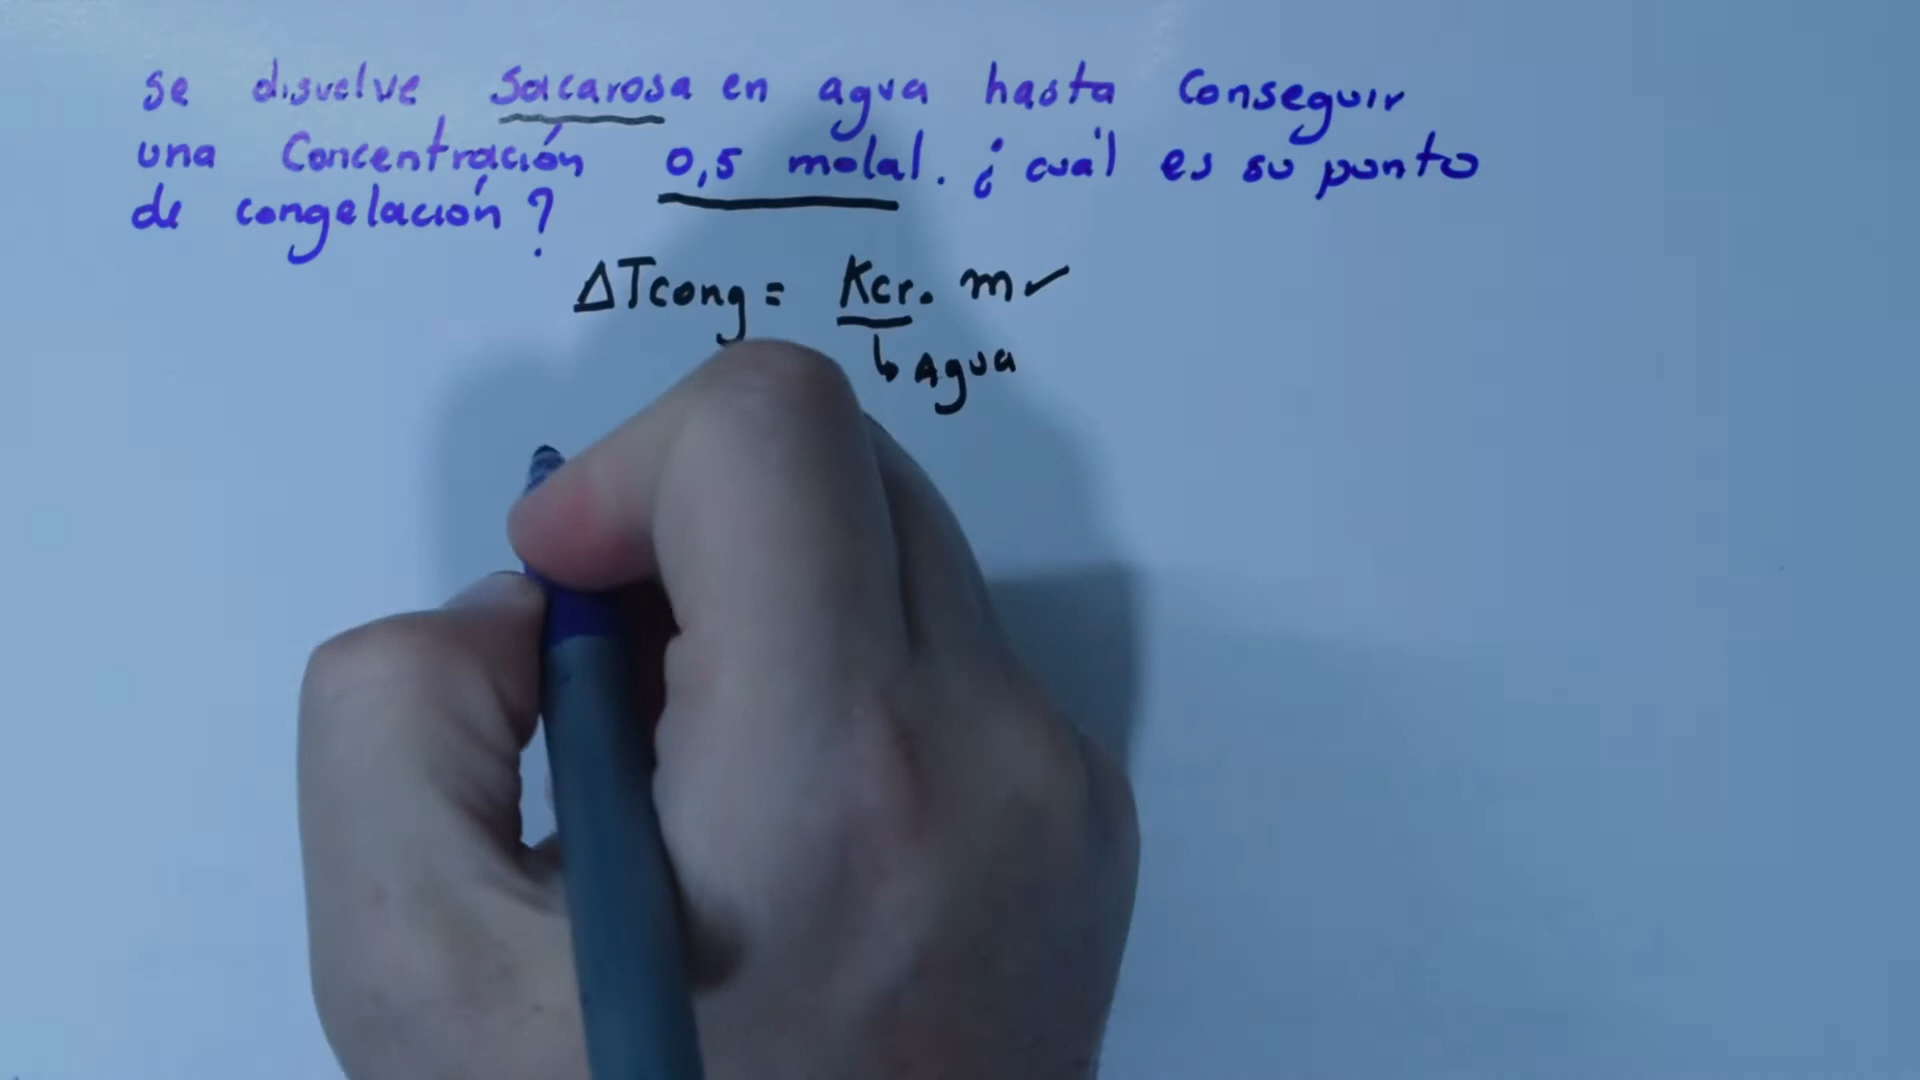 se disuelve sacarosa en agua hasta conseguir
una concentración 0,5 molal. ¿cuál es su punto
de congelación?
ΔTcong = Kcr. m✓
↳ Agua